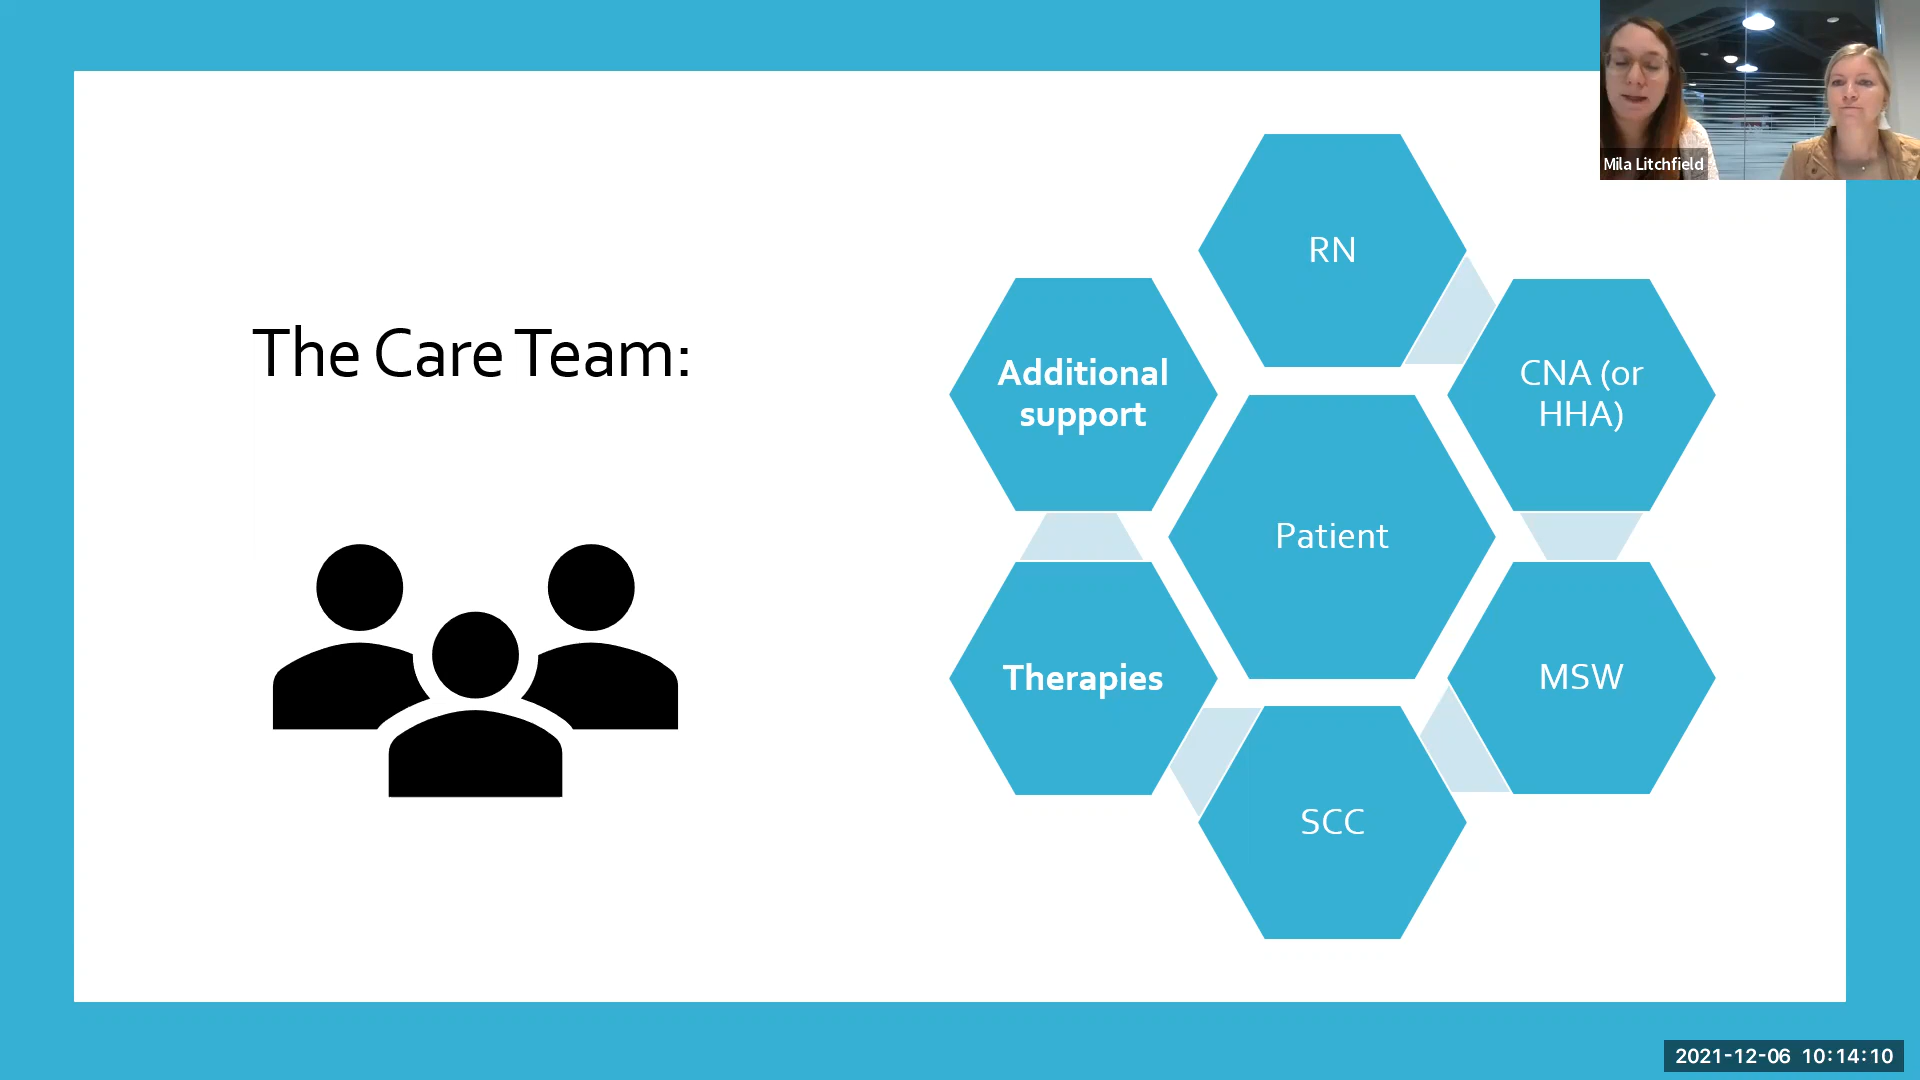 Mila Litchfield
The Care Team:
RN
Additional
support
CNA (or
HHA)
Patient
Therapies
MSW
SCC
2021-12-06 10:14:10